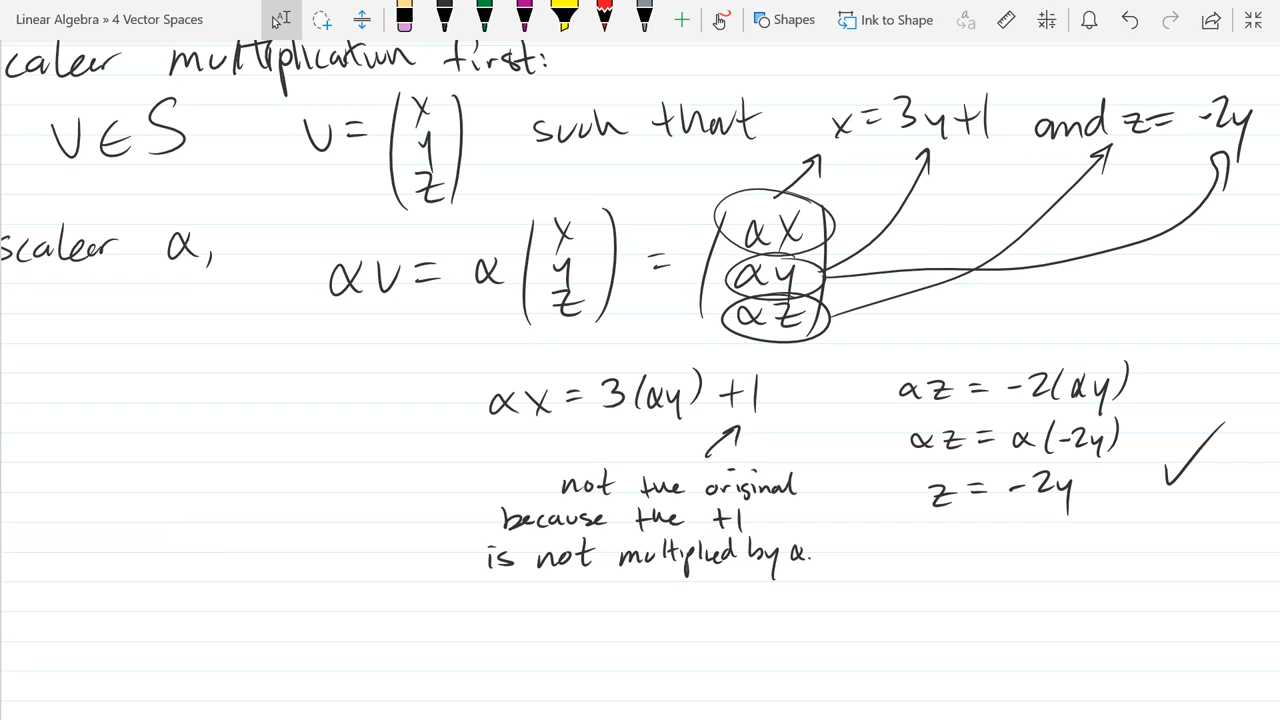 Linear Algebra » 4 Vector Spaces
Shapes
Ink to Shape
caler multiplication first:
v ∈ S v = (x y z) such that x = 3y+1 and z = -2y
scaler α,
αv = α (x y z) = (αx αy αz)
αx = 3(αy) +1
αz = -2(αy)
αz = α(-2y)
z = -2y ✓
not the original
because the +1
is not multiplied by α.